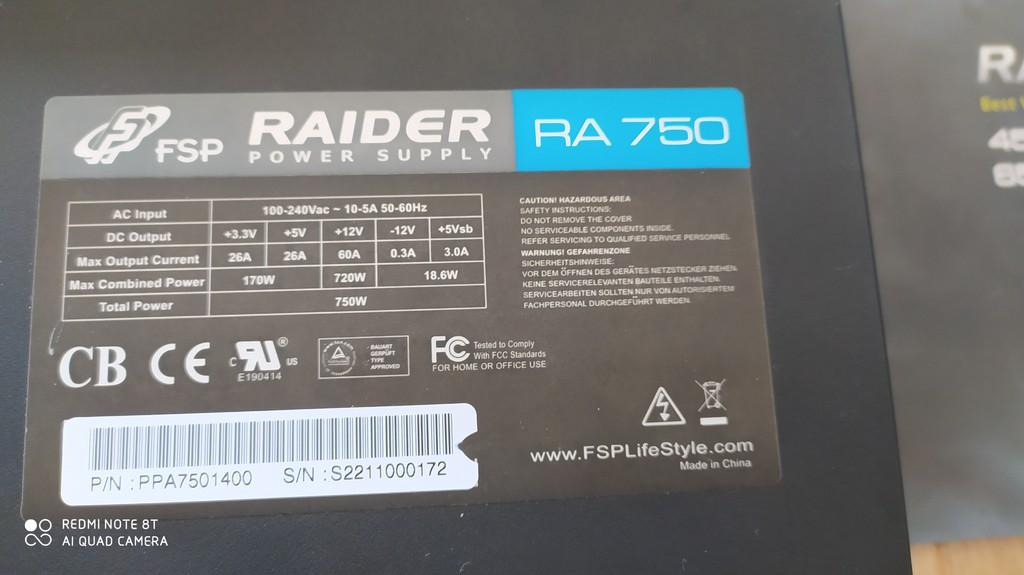 FSP
RAIDER
POWER SUPPLY
RA 750
AC Input 100-240Vac ~ 10-5A 50-60Hz
DC Output +3.3V +5V +12V -12V +5Vsb
Max Output Current 26A 26A 60A 0.3A 3.0A
Max Combined Power 170W 720W 18.6W
Total Power 750W
CAUTION! HAZARDOUS AREA
SAFETY INSTRUCTIONS:
DO NOT REMOVE THE COVER
NO SERVICEABLE COMPONENTS INSIDE.
REFER SERVICING TO QUALIFIED SERVICE PERSONNEL
WARNUNG! GEFAHRENZONE
SICHERHEITSHINWEISE:
VOR DEM ÖFFNEN DES GERÄTES NETZSTECKER ZIEHEN
KEINE SERVICERELEVANTEN BAUTEILE ENTHALTEN.
SERVICEARBEITEN SOLLTEN NUR VON AUTORISIERTEM
FACHPERSONAL DURCHGEFÜHRT WERDEN.
CB CE
C RU ® US
E190414
BAUART
GERPÜFT
TYPE
APPROVED
FC Tested to Comply
With FCC Standards
FOR HOME OR OFFICE USE
P/N : PPA7501400 S/N : S2211000172
www.FSPLifeStyle.com
Made in China
Best
REDMI NOTE 8T
AI QUAD CAMERA